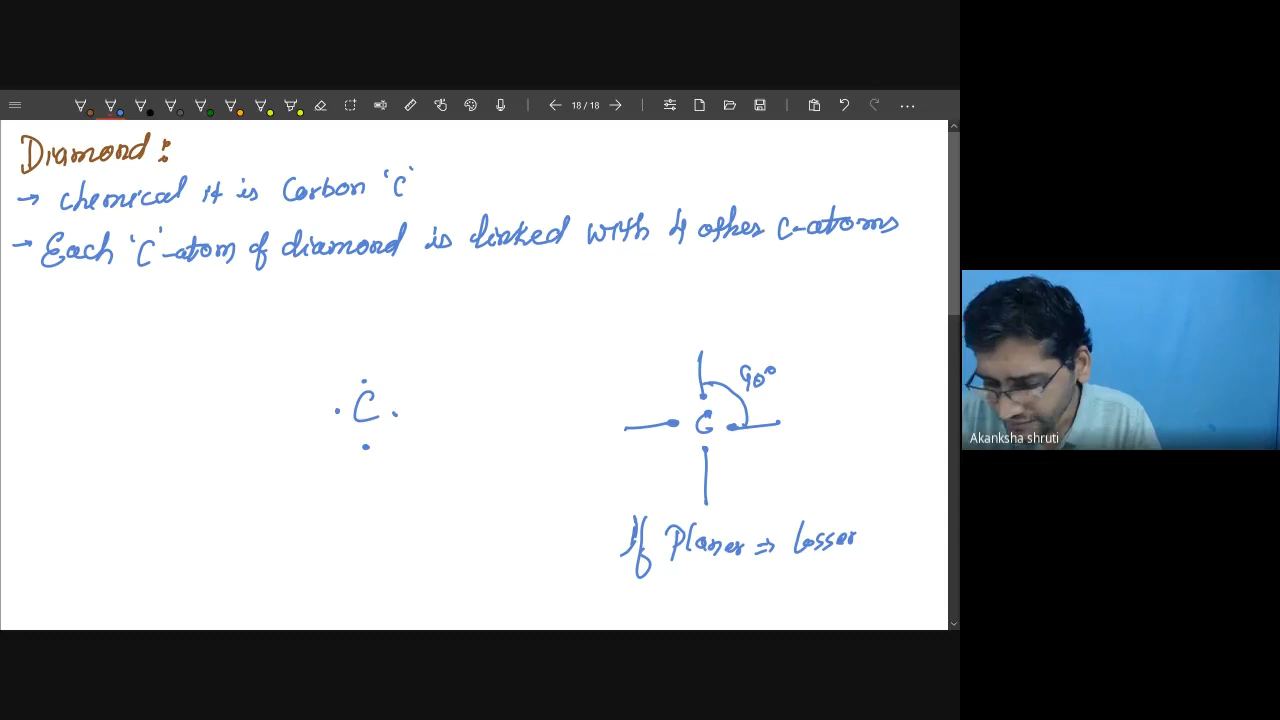 18 / 18
Diamond :
→ Chemical it is Carbon 'C'
→ Each 'C'-atom of diamond is linked with 4 other C-atoms
C
90°
C
If Planer ⇒ Lesser
Akanksha shruti